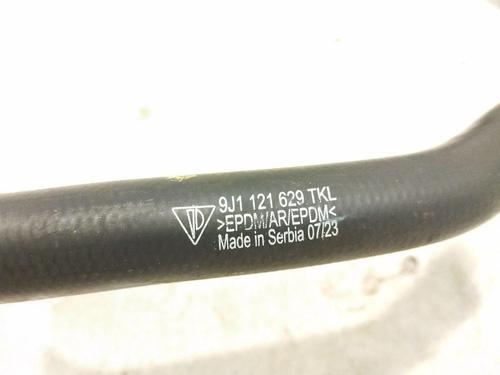 9J1 121 629 TKL
>EPDM/AR/EPDM<
Made in Serbia 07/23